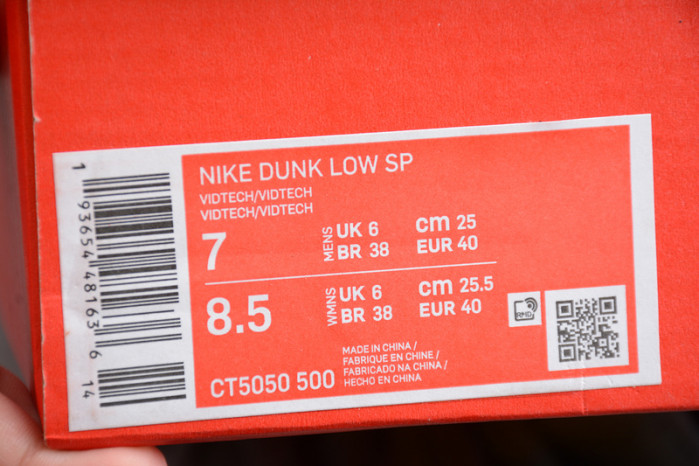 1 93654 48163 6 14
NIKE DUNK LOW SP
VIDTECH/VIDTECH
VIDTECH/VIDTECH
7 MENS UK 6 cm 25
BR 38 EUR 40
8.5 WMNS UK 6 cm 25.5
BR 38 EUR 40
CT5050 500
MADE IN CHINA /
FABRIQUE EN CHINE /
FABRICADO NA CHINA /
HECHO EN CHINA
RFID